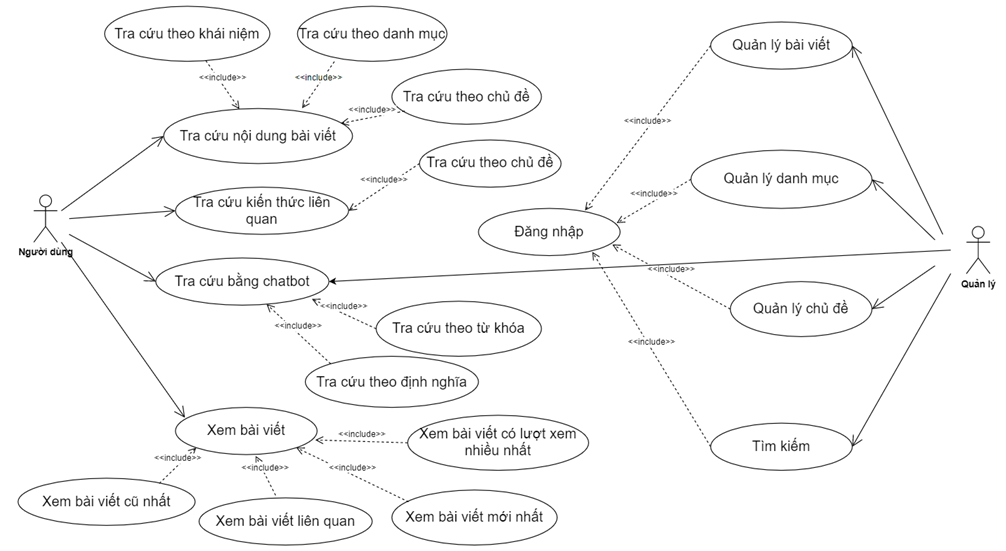 Tra cứu theo khái niệm
Tra cứu theo danh mục
Quản lý bài viết
<<include>>
<<include>>
Tra cứu theo chủ đề
<<include>>
<<include>>
Tra cứu nội dung bài viết
Tra cứu theo chủ đề
<<include>>
Quản lý danh mục
<<include>>
Tra cứu kiến thức liên
quan
Đăng nhập
Người dùng
<<include>>
Quản lý
Tra cứu bằng chatbot
<<include>>
Quản lý chủ đề
<<include>>
Tra cứu theo từ khóa
<<include>>
Tra cứu theo định nghĩa
Xem bài viết
<<include>>
Xem bài viết có lượt xem
nhiều nhất
Tìm kiếm
<<include>>
<<include>>
<<include>>
Xem bài viết cũ nhất
Xem bài viết liên quan
Xem bài viết mới nhất